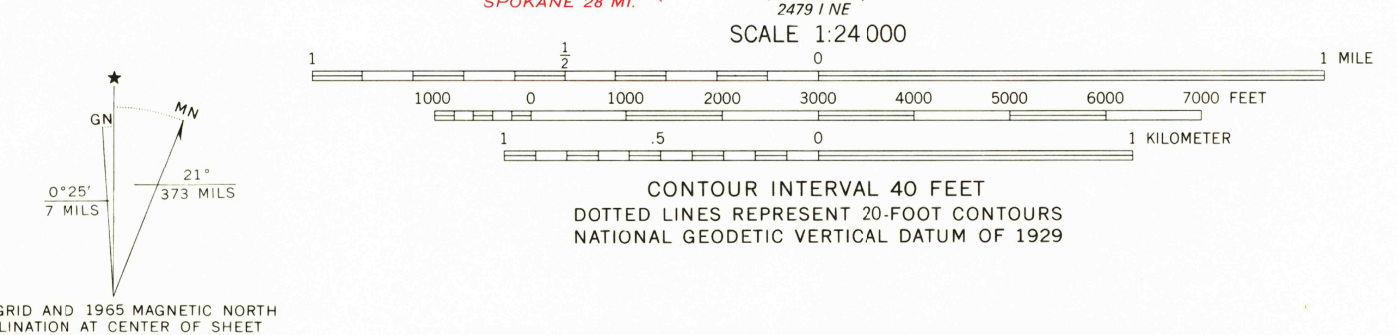 SPOKANE 28 MI.
2479 I NE
SCALE 1:24 000
1 1/2 0 1 MILE
1000 0 1000 2000 3000 4000 5000 6000 7000 FEET
1 .5 0 1 KILOMETER
CONTOUR INTERVAL 40 FEET
DOTTED LINES REPRESENT 20-FOOT CONTOURS
NATIONAL GEODETIC VERTICAL DATUM OF 1929
★
GN
MN
0°25′
7 MILS
21°
373 MILS
GRID AND 1965 MAGNETIC NORTH
LINATION AT CENTER OF SHEET